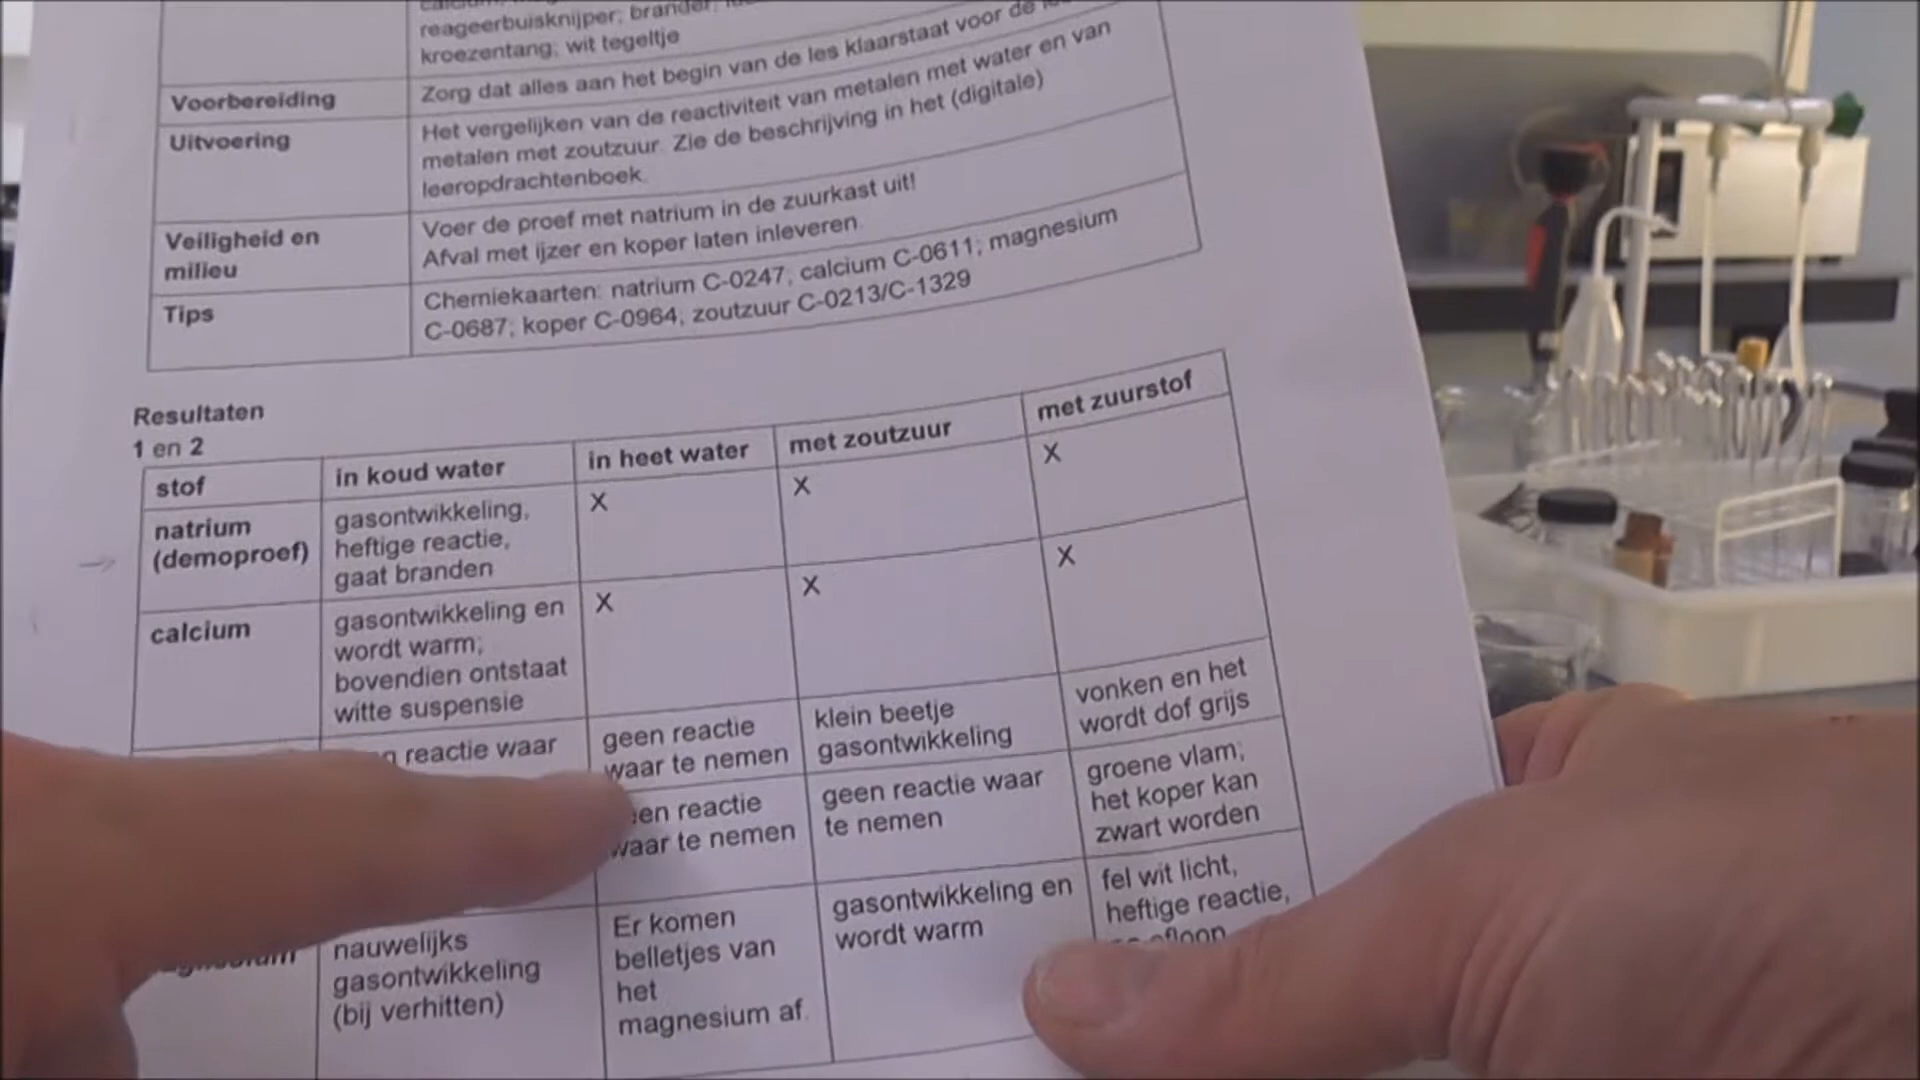 reageerbuisknijper; brander;
kroezentang; wit tegeltje
Voorbereiding
Zorg dat alles aan het begin van de les klaarstaat voor de
Uitvoering
Het vergelijken van de reactiviteit van metalen met water en van
metalen met zoutzuur. Zie de beschrijving in het (digitale)
leeropdrachtenboek.
Veiligheid en
milieu
Voer de proef met natrium in de zuurkast uit!
Afval met ijzer en koper laten inleveren.
Tips
Chemiekaarten: natrium C-0247; calcium C-0611; magnesium
C-0687; koper C-0964; zoutzuur C-0213/C-1329
Resultaten
1 en 2
stof
in koud water
in heet water
met zoutzuur
met zuurstof
natrium
(demoproef)
gasontwikkeling,
heftige reactie,
gaat branden
X
X
X
calcium
gasontwikkeling en
wordt warm;
bovendien ontstaat
witte suspensie
X
X
X
reactie waar
geen reactie
waar te nemen
klein beetje
gasontwikkeling
vonken en het
wordt dof grijs
een reactie
waar te nemen
geen reactie waar
te nemen
groene vlam;
het koper kan
zwart worden
nauwelijks
gasontwikkeling
(bij verhitten)
Er komen
belletjes van
het
magnesium af.
gasontwikkeling en
wordt warm
fel wit licht,
heftige reactie,